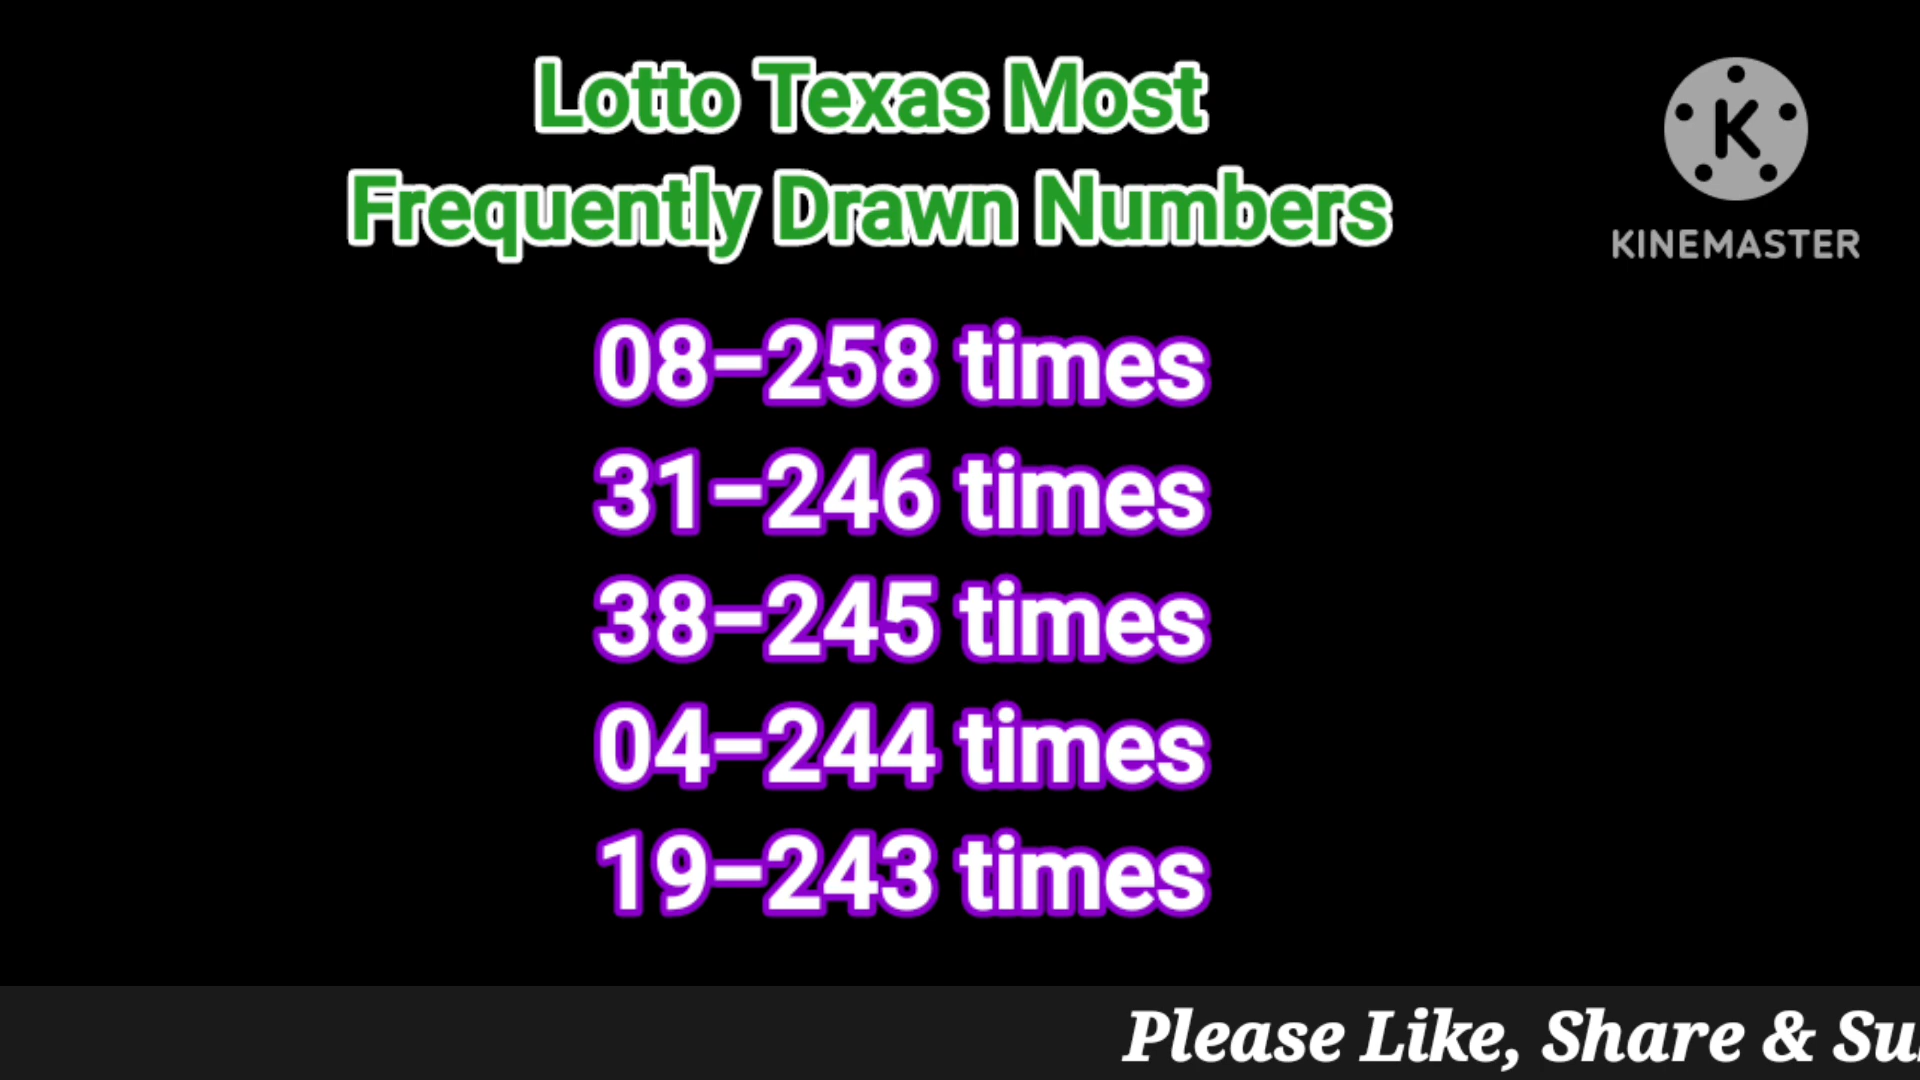 Lotto Texas Most
Frequently Drawn Numbers
K
KINEMASTER
08-258 times
31-246 times
38-245 times
04-244 times
19-243 times
Please Like, Share &